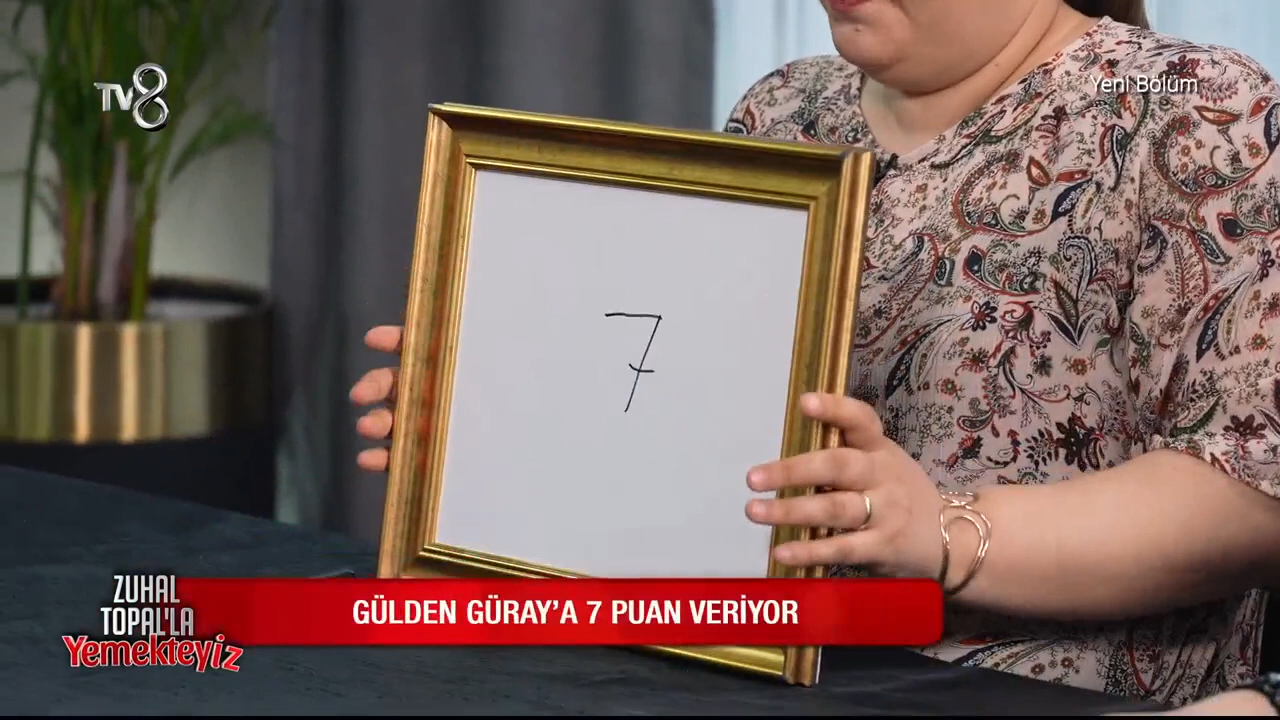 TV8
Yeni Bölüm
7
ZUHAL
TOPAL'LA
Yemekteyiz
GÜLDEN GÜRAY'A 7 PUAN VERİYOR